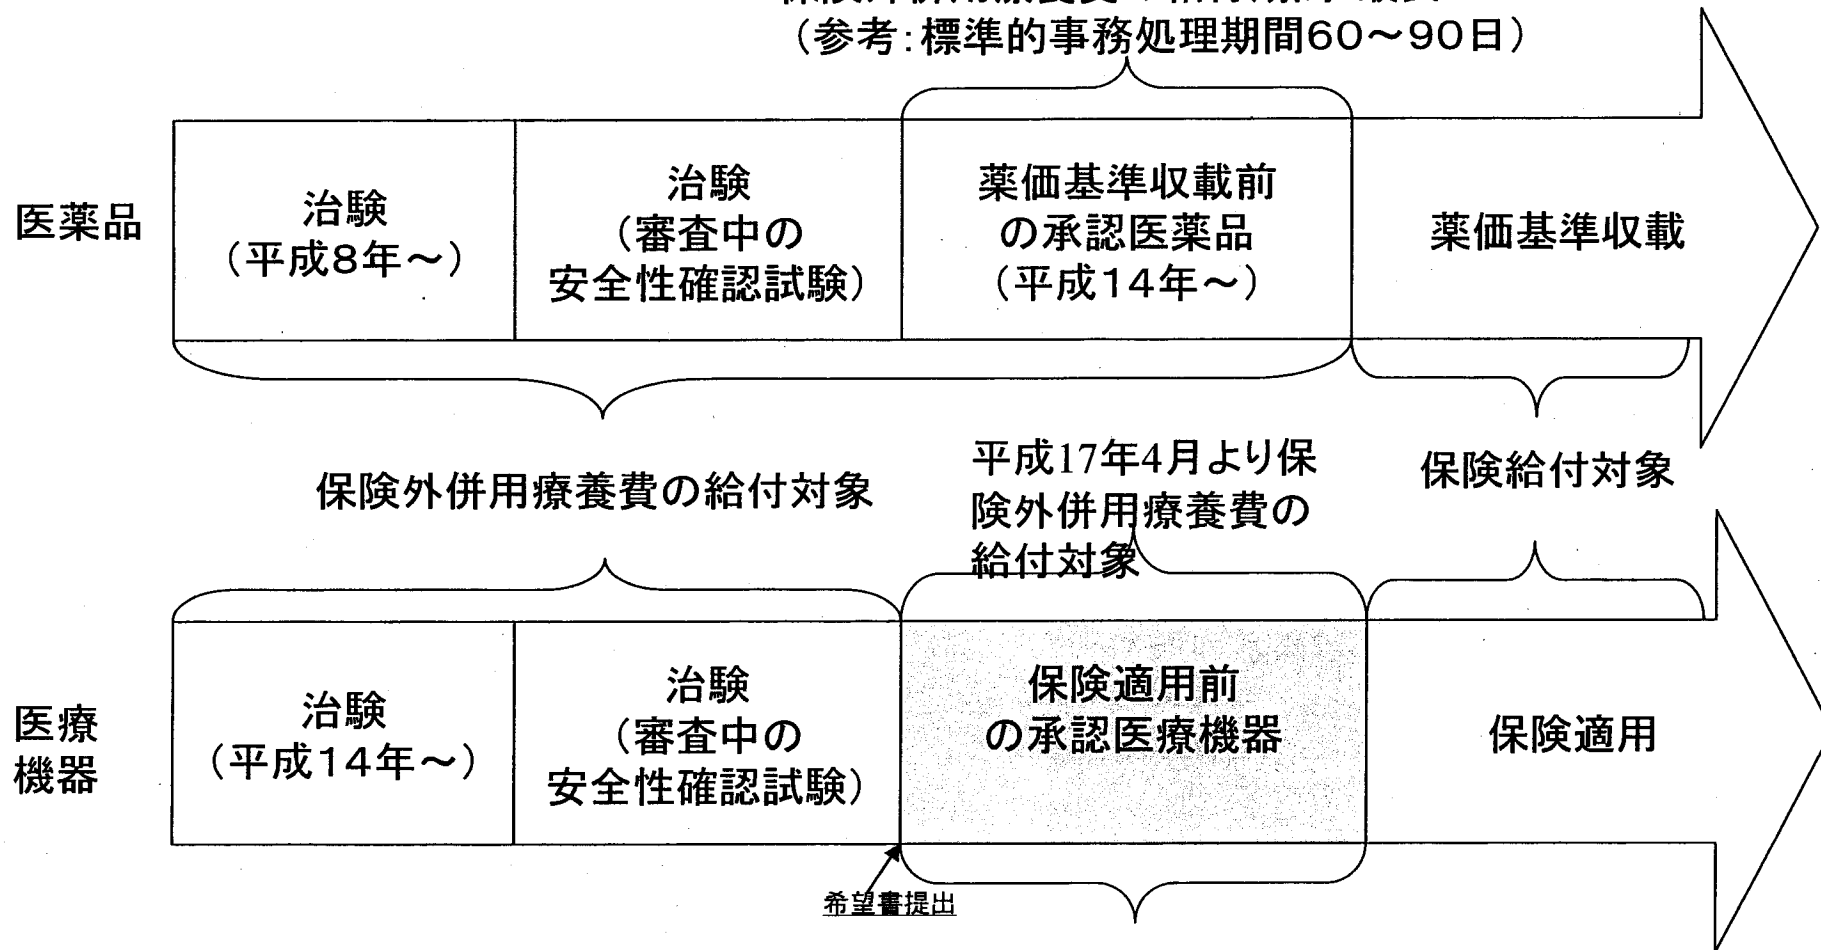 （参考：標準的事務処理期間60～90日）
医薬品
治験
（平成8年～）
治験
（審査中の
安全性確認試験）
薬価基準収載前
の承認医薬品
（平成14年～）
薬価基準収載
保険外併用療養費の給付対象
平成17年4月より保
険外併用療養費の
給付対象
保険給付対象
医療
機器
治験
（平成14年～）
治験
（審査中の
安全性確認試験）
保険適用前
の承認医療機器
保険適用
希望書提出